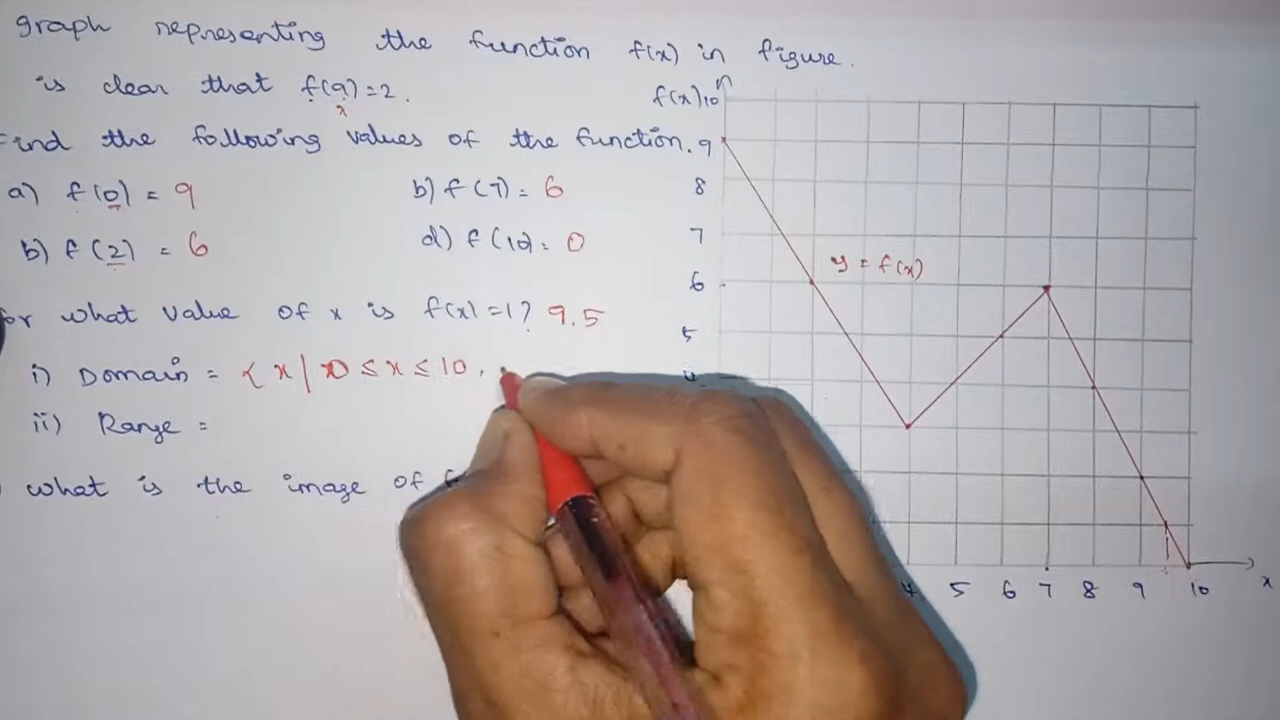 graph representing the function f(x) in figure.
is clear that f(9)=2.
x
Find the following values of the function.
a) f(0) = 9
b) f(7) = 6
b) f(2) = 6
d) f(10) = 0
For what value of x is f(x)=1? 9.5
i) Domain = { x | 0 ≤ x ≤ 10,
ii) Range =
what is the image of
f(x) 10
9
8
7
6
5
4
y = f(x)
4 5 6 7 8 9 10 x